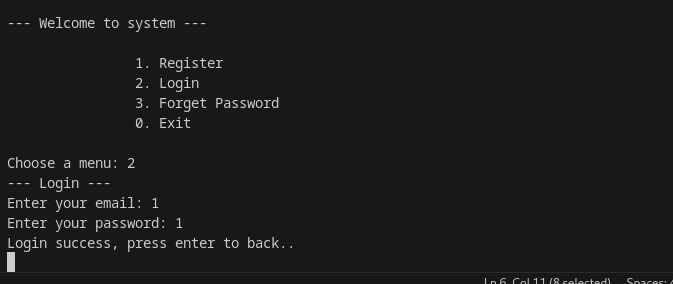 --- Welcome to system ---
1. Register
2. Login
3. Forget Password
0. Exit
Choose a menu: 2
--- Login ---
Enter your email: 1
Enter your password: 1
Login success, press enter to back..
Ln 6, Col 11 (8 selected) Spaces: 4